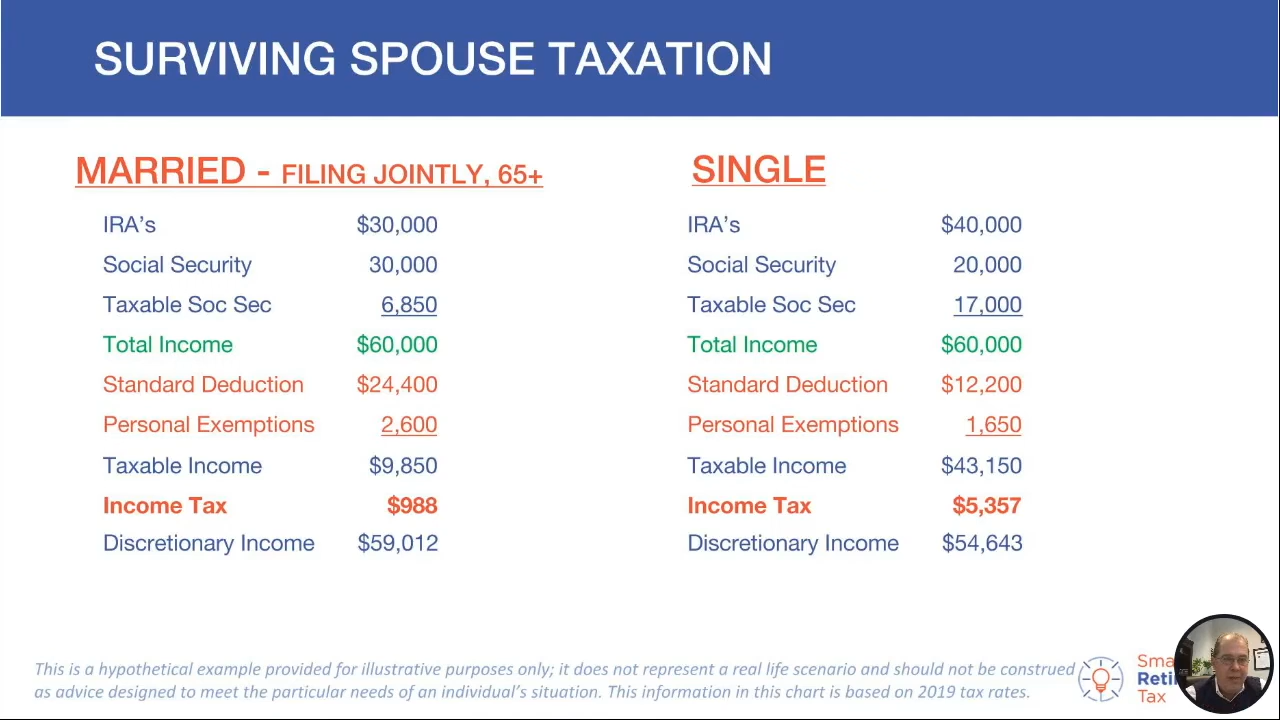 SURVIVING SPOUSE TAXATION
MARRIED - FILING JOINTLY, 65+
IRA's $30,000
Social Security 30,000
Taxable Soc Sec 6,850
Total Income $60,000
Standard Deduction $24,400
Personal Exemptions 2,600
Taxable Income $9,850
Income Tax $988
Discretionary Income $59,012
SINGLE
IRA's $40,000
Social Security 20,000
Taxable Soc Sec 17,000
Total Income $60,000
Standard Deduction $12,200
Personal Exemptions 1,650
Taxable Income $43,150
Income Tax $5,357
Discretionary Income $54,643
This is a hypothetical example provided for illustrative purposes only; it does not represent a real life scenario and should not be construed
as advice designed to meet the particular needs of an individual's situation. This information in this chart is based on 2019 tax rates.
Tax